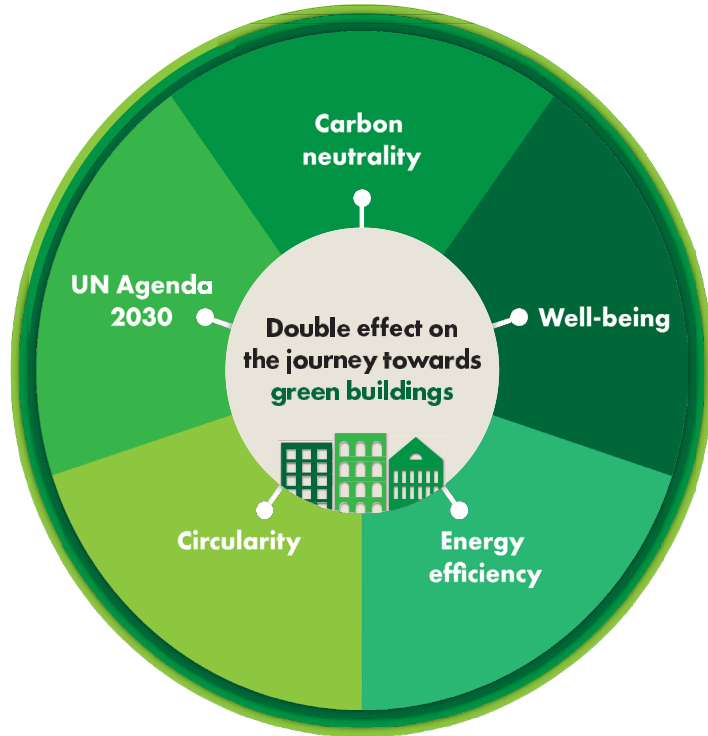 Carbon
neutrality
UN Agenda
2030
Well-being
Double effect on
the journey towards
green buildings
Circularity
Energy
efficiency